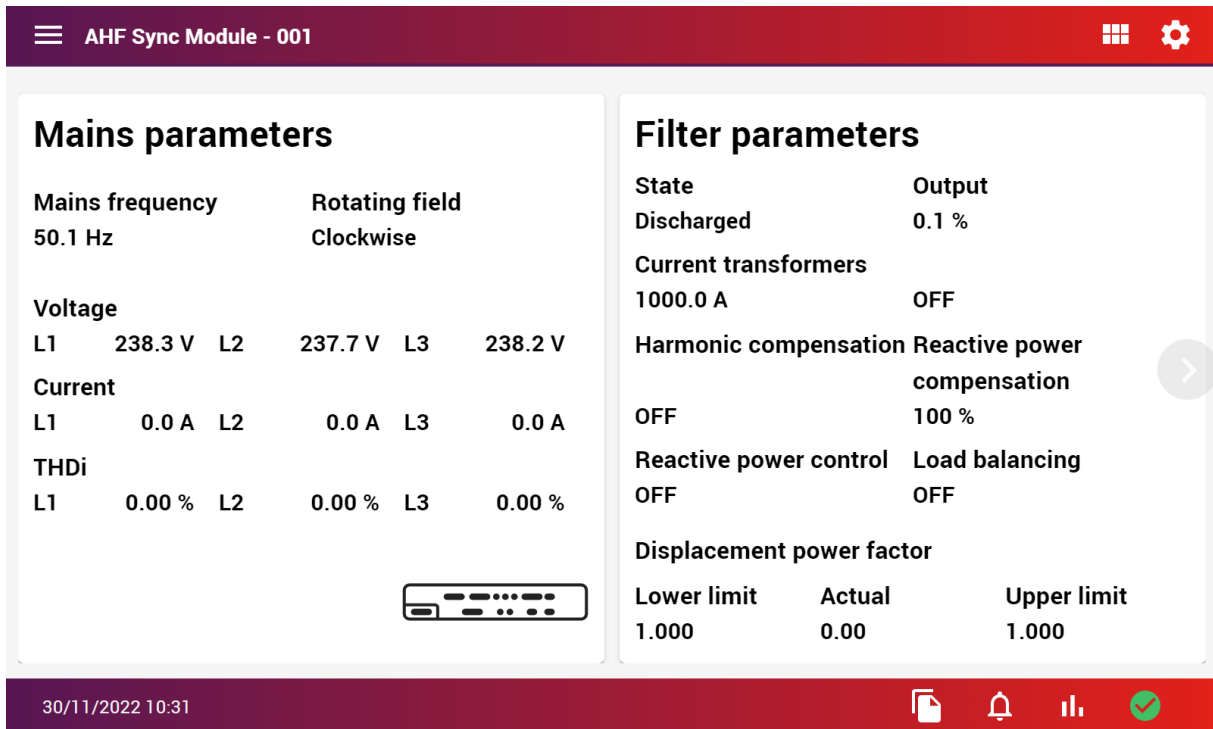 AHF Sync Module - 001
Mains parameters
Mains frequency Rotating field
50.1 Hz Clockwise
Voltage
L1 238.3 V L2 237.7 V L3 238.2 V
Current
L1 0.0 A L2 0.0 A L3 0.0 A
THDi
L1 0.00 % L2 0.00 % L3 0.00 %
Filter parameters
State Output
Discharged 0.1 %
Current transformers
1000.0 A OFF
Harmonic compensation Reactive power
compensation
OFF 100 %
Reactive power control Load balancing
OFF OFF
Displacement power factor
Lower limit Actual Upper limit
1.000 0.00 1.000
30/11/2022 10:31